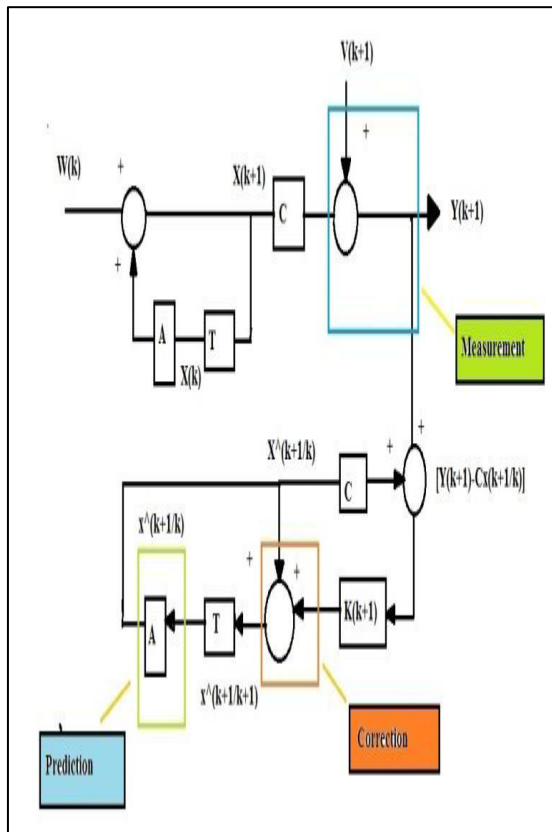 V(k+1)
+
W(k)
+
X(k+1)
C
Y(k+1)
+
A
T
X(k)
Measurement
X^(k+1/k)
+
+
C
[Y(k+1)-Cx(k+1/k)]
x^(k+1/k)
+
+
K(k+1)
A
T
x^(k+1/k+1)
Prediction
Correction